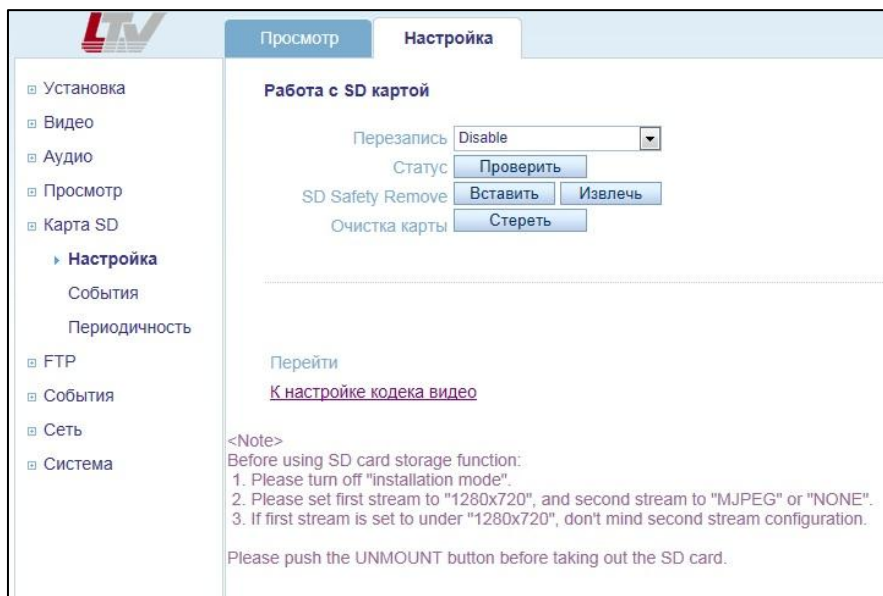 LTV
Просмотр
Настройка
Установка
Видео
Аудио
Просмотр
Карта SD
Настройка
События
Периодичность
FTP
События
Сеть
Система
Работа с SD картой
Перезапись Disable
Статус Проверить
SD Safety Remove Вставить Извлечь
Очистка карты Стереть
Перейти
К настройке кодека видео
<Note>
Before using SD card storage function:
1. Please turn off "installation mode".
2. Please set first stream to "1280x720", and second stream to "MJPEG" or "NONE".
3. If first stream is set to under "1280x720", don't mind second stream configuration.
Please push the UNMOUNT button before taking out the SD card.